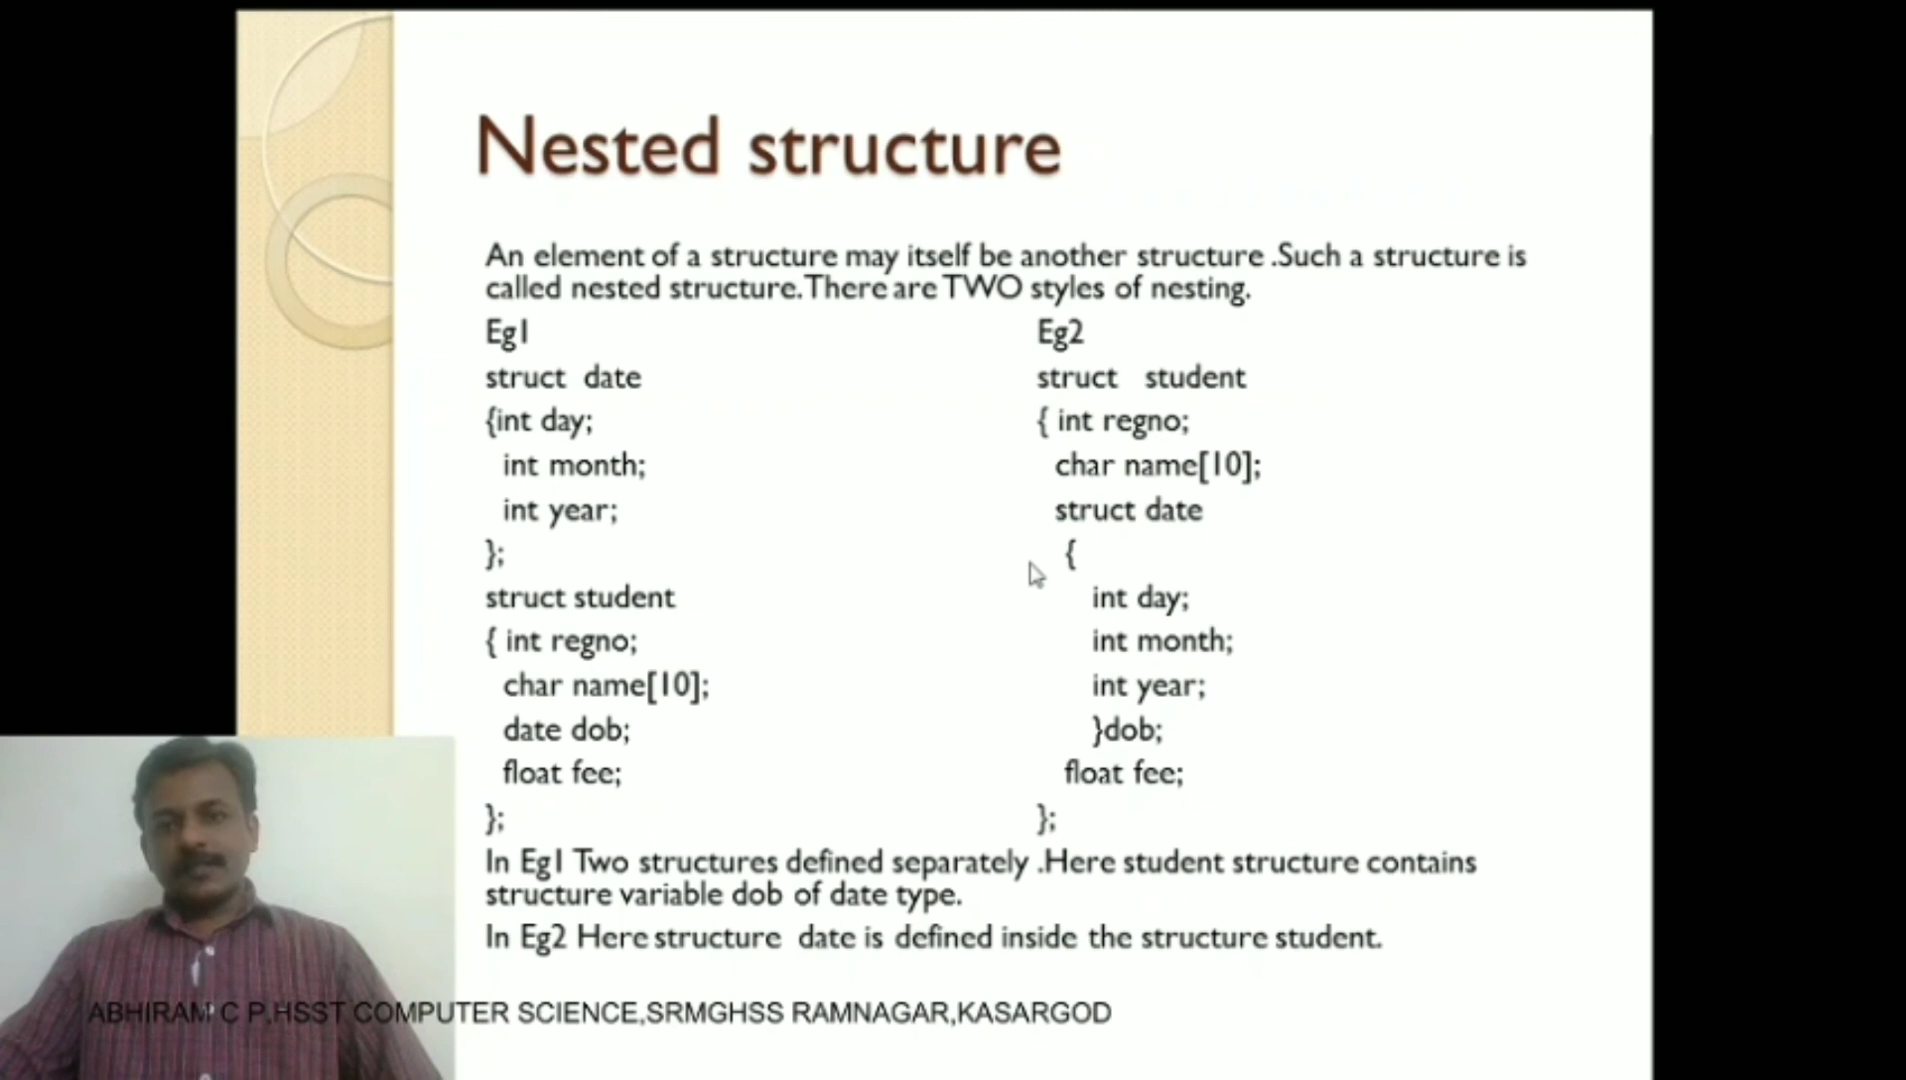 Nested structure
An element of a structure may itself be another structure .Such a structure is
called nested structure.There are TWO styles of nesting.
Eg1
struct date
{int day;
int month;
int year;
};
struct student
{ int regno;
char name[10];
date dob;
float fee;
};
Eg2
struct student
{ int regno;
char name[10];
struct date
{
int day;
int month;
int year;
}dob;
float fee;
};
In Eg1 Two structures defined separately .Here student structure contains
structure variable dob of date type.
In Eg2 Here structure date is defined inside the structure student.
ABHIRAM C P,HSST COMPUTER SCIENCE,SRMGHSS RAMNAGAR,KASARGOD